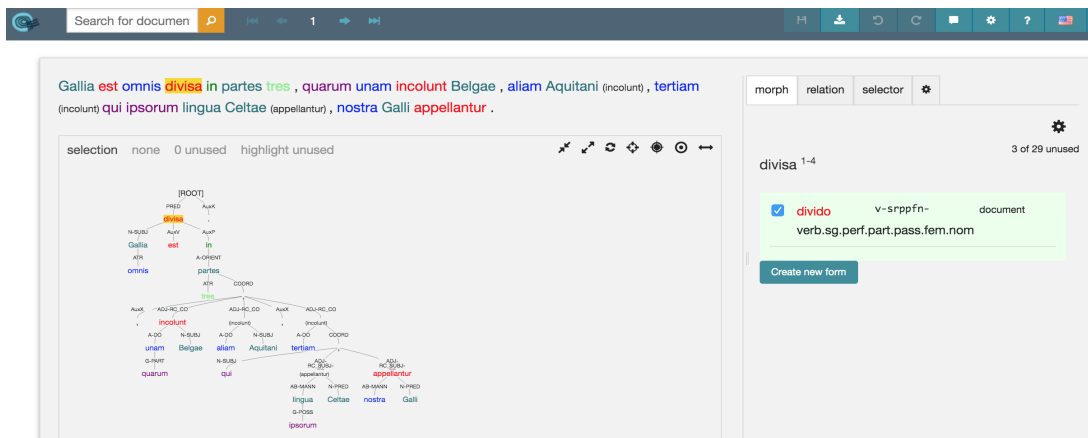 Search for documen
1
?
Gallia est omnis divisa in partes tres , quarum unam incolunt Belgae , aliam Aquitani (incolunt) , tertiam
(incolunt) qui ipsorum lingua Celtae (appellantur) , nostra Galli appellantur .
selection none 0 unused highlight unused
[ROOT]
PRED AuxK
divisa .
N-SUBJ AuxV AuxP
Gallia est in
ATR A-ORIENT
omnis partes
ATR COORD
tres ,
AuxX ADJ-RC_CO ADJ-RC_CO AuxX ADJ-RC_CO
, incolunt (incolunt) , (incolunt)
A-DO N-SUBJ A-DO N-SUBJ A-DO COORD
unam Belgae aliam Aquitani tertiam ,
G-PART N-SUBJ ADJ-RC_SUBJ- ADJ-RC_SUBJ-
quarum qui (appellantur) appellantur
AB-MANN N-PRED AB-MANN N-PRED
lingua Celtae nostra Galli
G-POSS
ipsorum
morph relation selector
3 of 29 unused
divisa 1-4
divido v-srppfn- document
verb.sg.perf.part.pass.fem.nom
Create new form